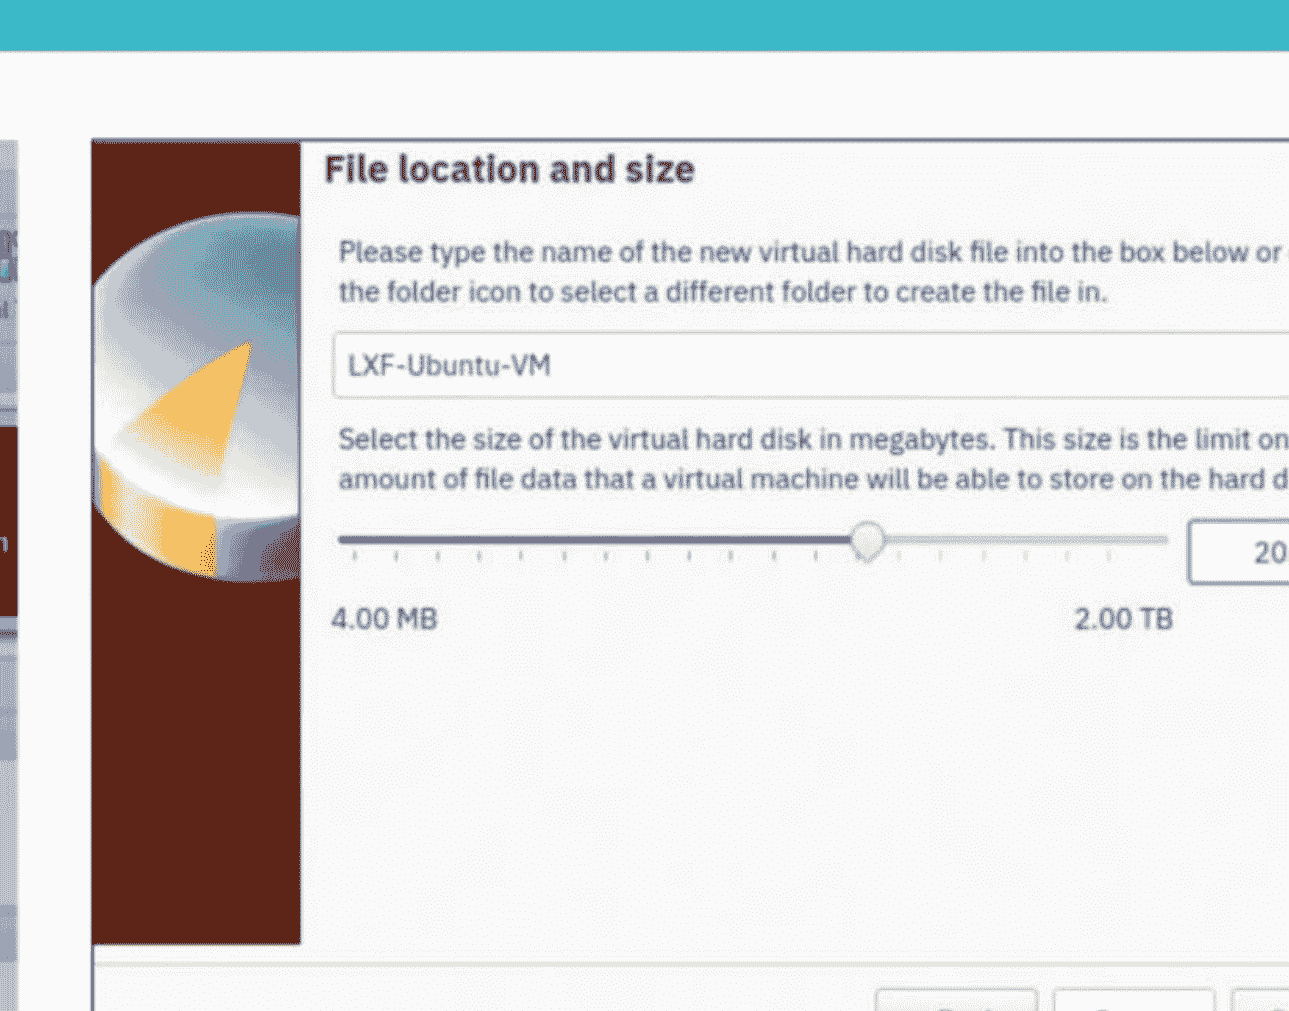 File location and size
Please type the name of the new virtual hard disk file into the box below or
the folder icon to select a different folder to create the file in.
LXF-Ubuntu-VM
Select the size of the virtual hard disk in megabytes. This size is the limit on
amount of file data that a virtual machine will be able to store on the hard
20
4.00 MB
2.00 TB